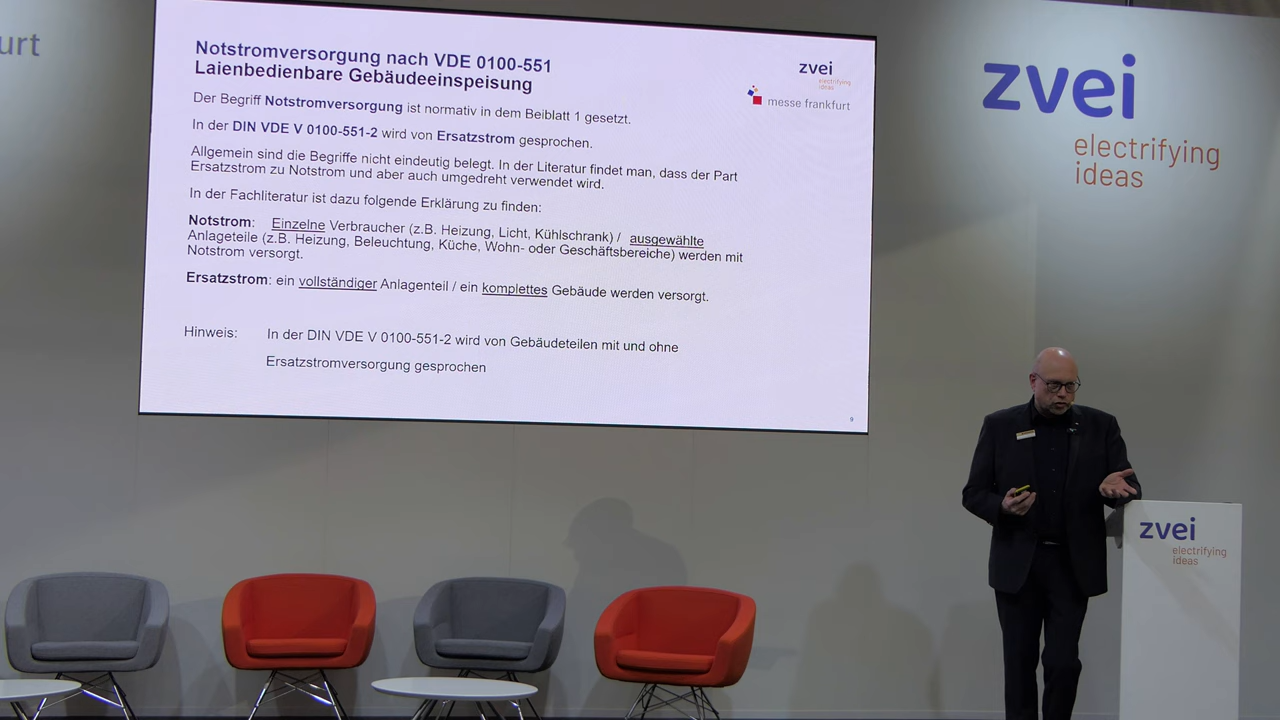 urt
Notstromversorgung nach VDE 0100-551
Laienbedienbare Gebäudeeinspeisung
zvei
electrifying
ideas
messe frankfurt
Der Begriff Notstromversorgung ist normativ in dem Beiblatt 1 gesetzt.
In der DIN VDE V 0100-551-2 wird von Ersatzstrom gesprochen.
Allgemein sind die Begriffe nicht eindeutig belegt. In der Literatur findet man, dass der Part
Ersatzstrom zu Notstrom und aber auch umgedreht verwendet wird.
In der Fachliteratur ist dazu folgende Erklärung zu finden:
Notstrom: Einzelne Verbraucher (z.B. Heizung, Licht, Kühlschrank) / ausgewählte
Anlageteile (z.B. Heizung, Beleuchtung, Küche, Wohn- oder Geschäftsbereiche) werden mit
Notstrom versorgt.
Ersatzstrom: ein vollständiger Anlagenteil / ein komplettes Gebäude werden versorgt.
Hinweis: In der DIN VDE V 0100-551-2 wird von Gebäudeteilen mit und ohne
Ersatzstromversorgung gesprochen
9
zvei
electrifying
ideas
zvei
electrifying
ideas